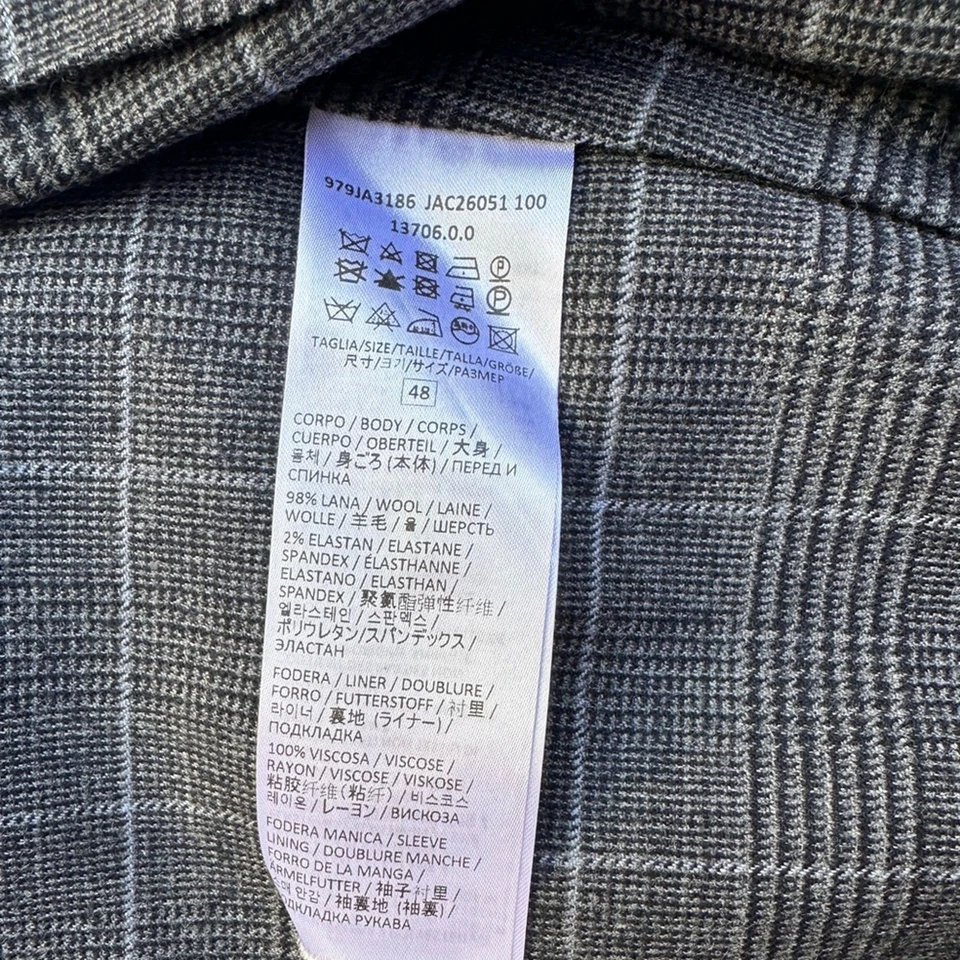 979JA3186 JAC26051 100
13706.0.0
TAGLIA/SIZE/TAILLE/TALLA/GRÖßE/
尺寸/크기/サイズ/РАЗМЕР
48
CORPO / BODY / CORPS /
CUERPO / OBERTEIL / 大身 /
몸체 / 身ごろ (本体) / ПЕРЕД И
СПИНКА
98% LANA / WOOL / LAINE /
WOLLE / 羊毛 / 울 / ШЕРСТЬ
2% ELASTAN / ELASTANE /
SPANDEX / ÉLASTHANNE /
ELASTANO / ELASTHAN /
SPANDEX / 聚氨酯弹性纤维 /
엘라스테인 / 스판덱스 /
ポリウレタン/スパンデックス /
ЭЛАСТАН
FODERA / LINER / DOUBLURE /
FORRO / FUTTERSTOFF / 衬里 /
라이너 / 裏地 (ライナー) /
ПОДКЛАДКА
100% VISCOSA / VISCOSE /
RAYON / VISCOSE / VISKOSE /
粘胶纤维(粘纤) / 비스코스
레이온 / レーヨン / ВИСКОЗА
FODERA MANICA / SLEEVE
LINING / DOUBLURE MANCHE /
FORRO DE LA MANGA /
ÄRMELFUTTER / 袖子衬里 /
안감 / 袖裏地 (袖裏) /
ПОДКЛАДКА РУКАВА